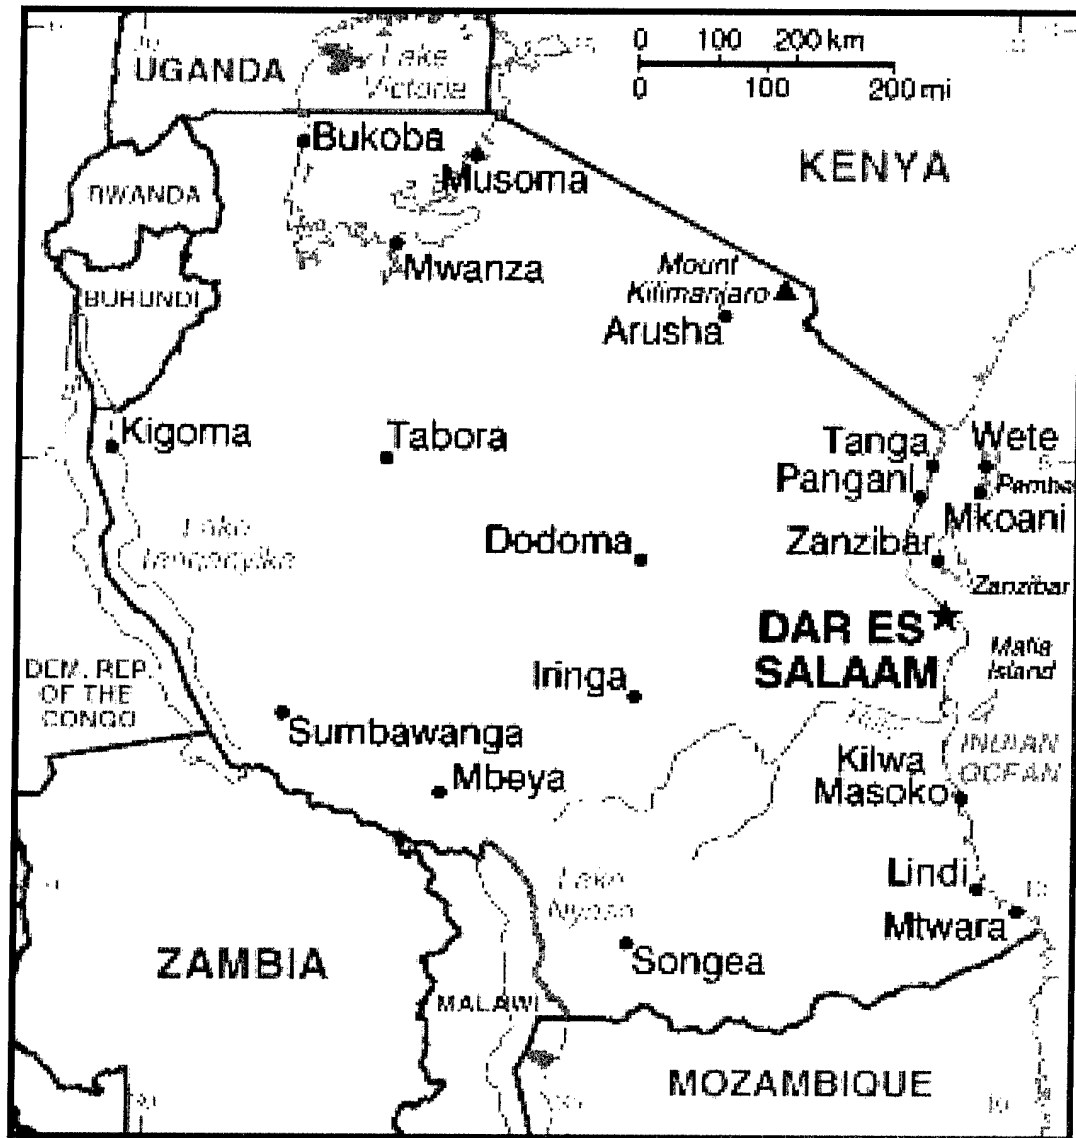 0 100 200 km
0 100 200 mi
UGANDA
Lake
Victoria
KENYA
Bukoba
Musoma
RWANDA
Mwanza
Mount
Kilimanjaro
BURUNDI
Arusha
Kigoma
Tabora
Tanga
Wete
Pangani
Pemba
Mkoani
Lake
Tanganyika
Dodoma
Zanzibar
Zanzibar
DAR ES
SALAAM
Mafia
Island
DEM. REP.
OF THE
CONGO
Iringa
Sumbawanga
Mbeya
Kilwa
Masoko
INDIAN
OCEAN
Lindi
Mtwara
Lake
Nyasa
Songea
ZAMBIA
MALAWI
MOZAMBIQUE